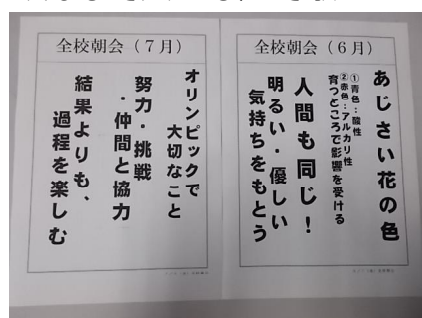 全校朝会(6月)
あじさい花の色
①青色:酸性
②赤色:アルカリ性
育つところで影響を受ける
人間も同じ!
明るい・優しい
気持ちをもとう
全校朝会(7月)
オリンピックで
大切なこと
努力・挑戦
・仲間と協力
結果よりも、
過程を楽しむ